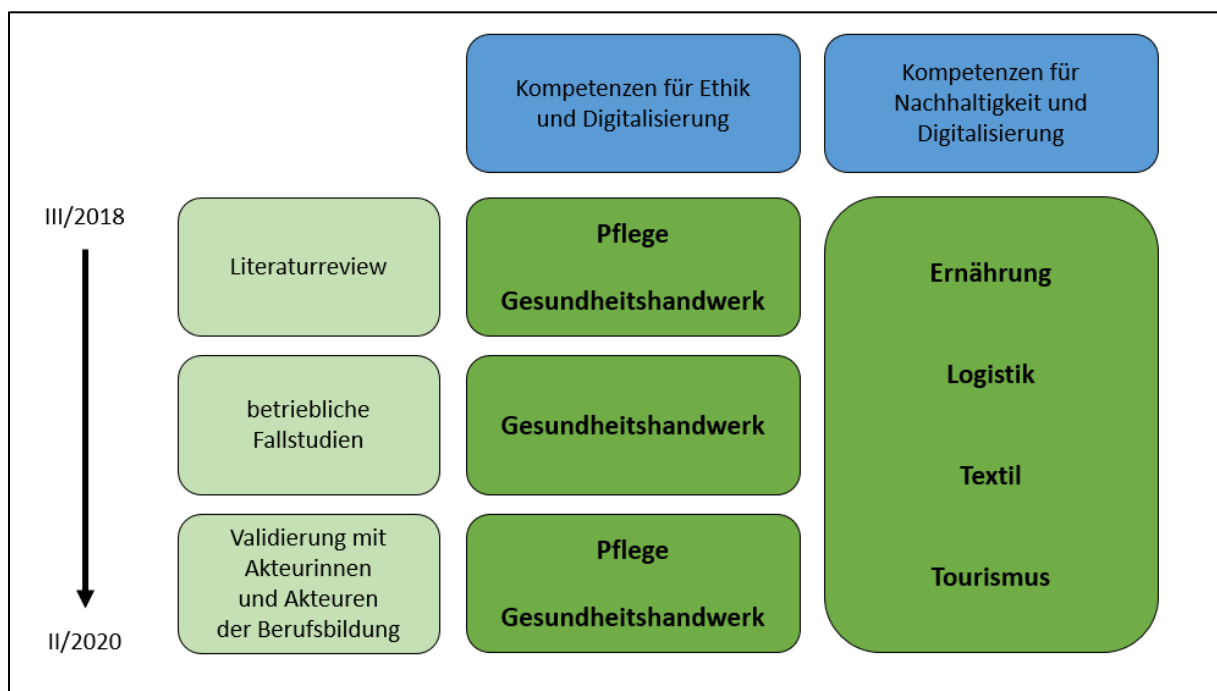 Kompetenzen für Ethik
und Digitalisierung
Kompetenzen für
Nachhaltigkeit und
Digitalisierung
III/2018
Literaturreview
Pflege
Gesundheitshandwerk
betriebliche
Fallstudien
Gesundheitshandwerk
Validierung mit
Akteurinnen
und Akteuren
der Berufsbildung
Pflege
Gesundheitshandwerk
Ernährung
Logistik
Textil
Tourismus
II/2020